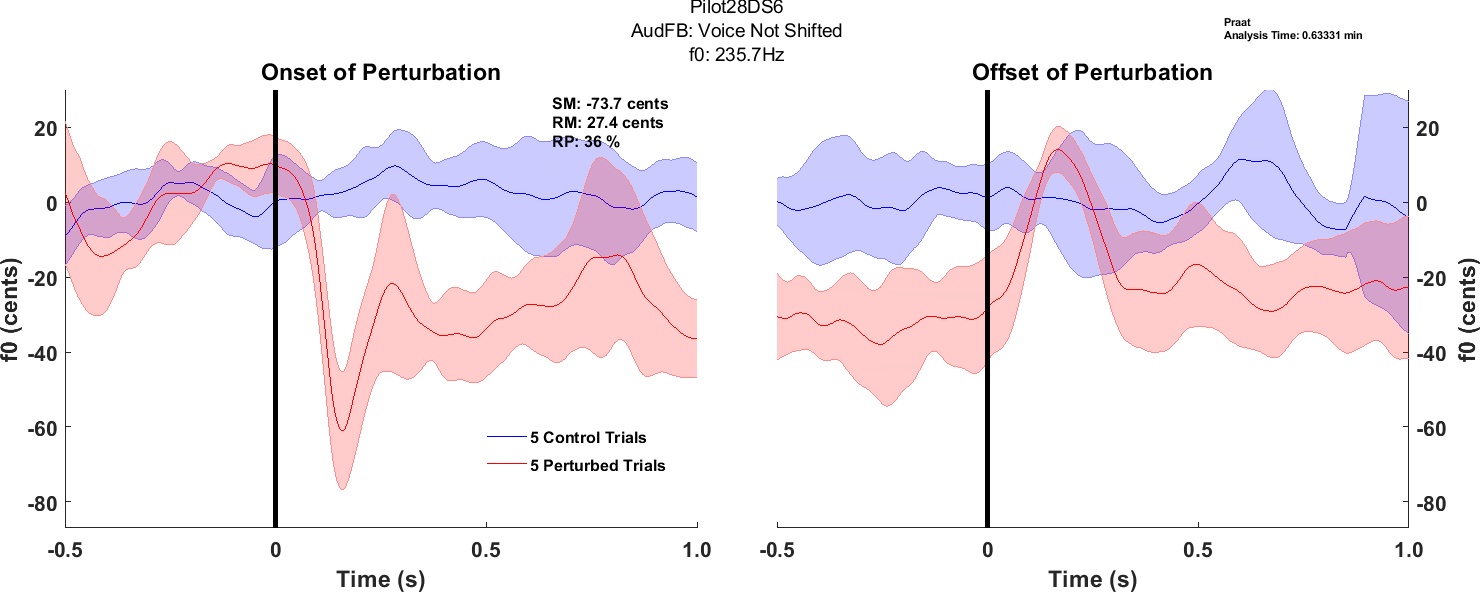 Pilot28DS6
AudFB: Voice Not Shifted
f0: 235.7Hz
Praat
Analysis Time: 0.63331 min
Onset of Perturbation
Offset of Perturbation
SM: -73.7 cents
RM: 27.4 cents
RP: 36 %
20
0
-20
-40
-60
-80
f0 (cents)
5 Control Trials
5 Perturbed Trials
-0.5
0
0.5
1.0
Time (s)
20
0
-20
-40
-60
-80
f0 (cents)
-0.5
0
0.5
1.0
Time (s)